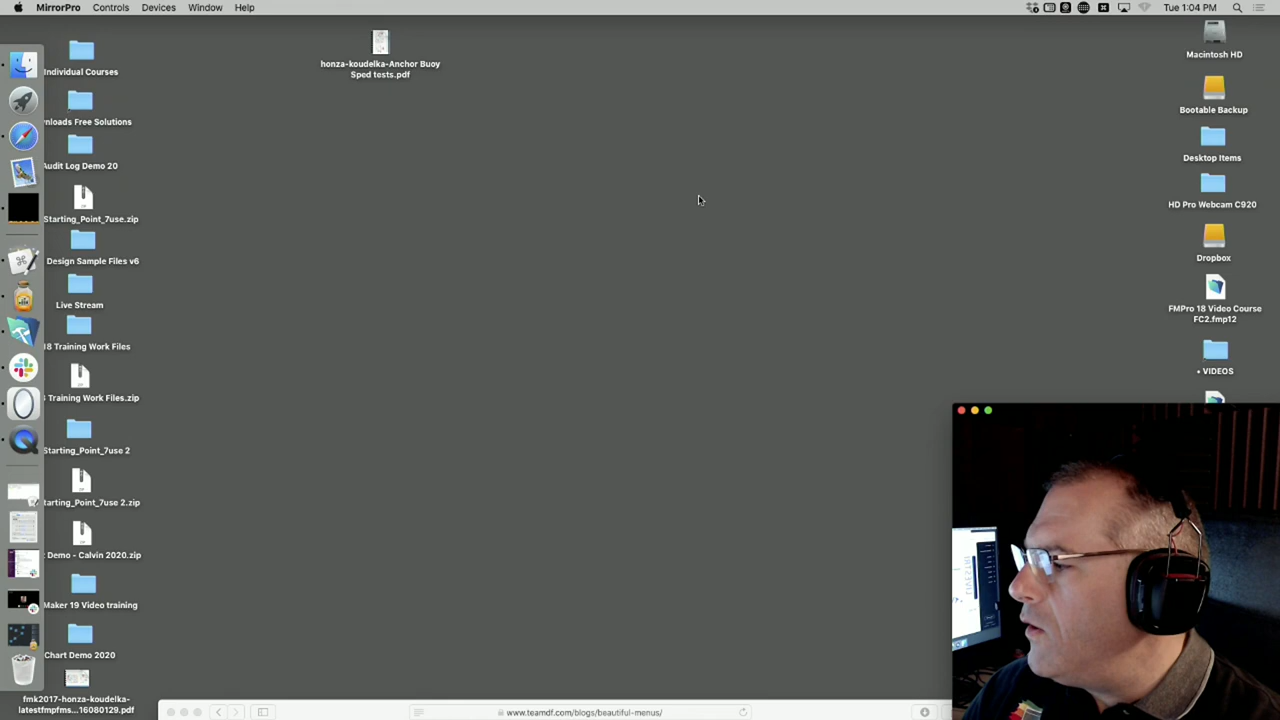 MirrorPro Controls Devices Window Help
Tue 1:04 PM
Individual Courses
nloads Free Solutions
Audit Log Demo 20
Starting_Point_7use.zip
Design Sample Files v6
Live Stream
18 Training Work Files
Training Work Files.zip
Starting_Point_7use 2
tarting_Point_7use 2.zip
Demo - Calvin 2020.zip
Maker 19 Video training
Chart Demo 2020
fmk2017-honza-koudelka-
latestfmpfms...16080129.pdf
honza-koudelka-Anchor Buoy
Sped tests.pdf
Macintosh HD
Bootable Backup
Desktop Items
HD Pro Webcam C920
Dropbox
FMPro 18 Video Course
FC2.fmp12
• VIDEOS
www.teamdf.com/blogs/beautiful-menus/